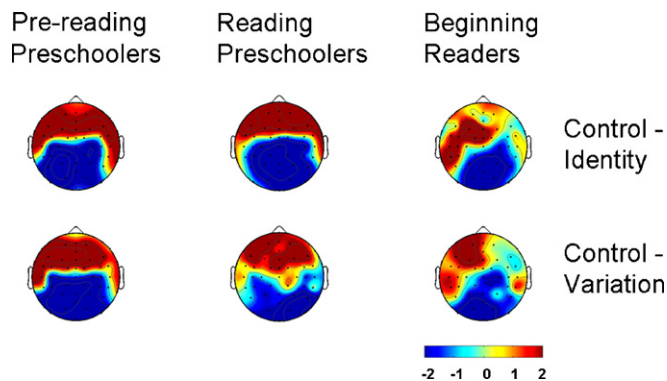 Pre-reading
Preschoolers
Reading
Preschoolers
Beginning
Readers
Control -
Identity
Control -
Variation
-2 -1 0 1 2